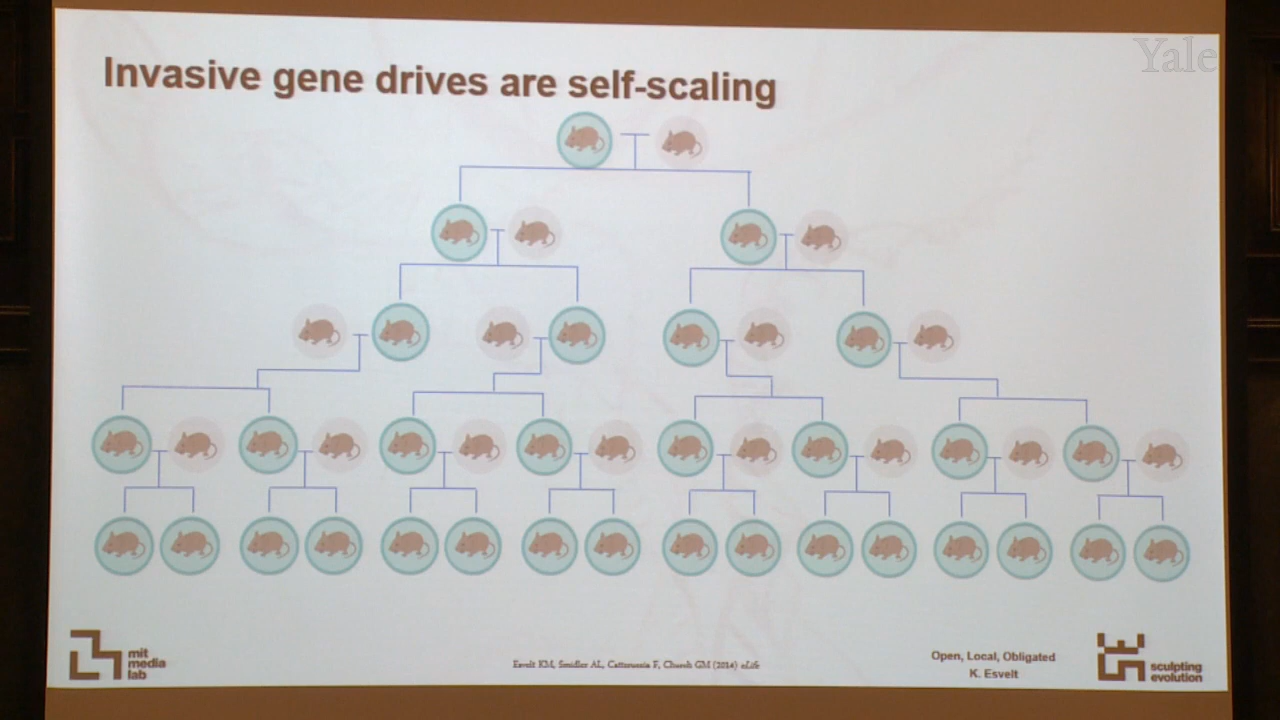 Yale
Invasive gene drives are self-scaling
mit
media
lab
Esvelt KM, Smidler AL, Catteruccia F, Church GM (2014) eLife
Open, Local, Obligated
K. Esvelt
sculpting
evolution